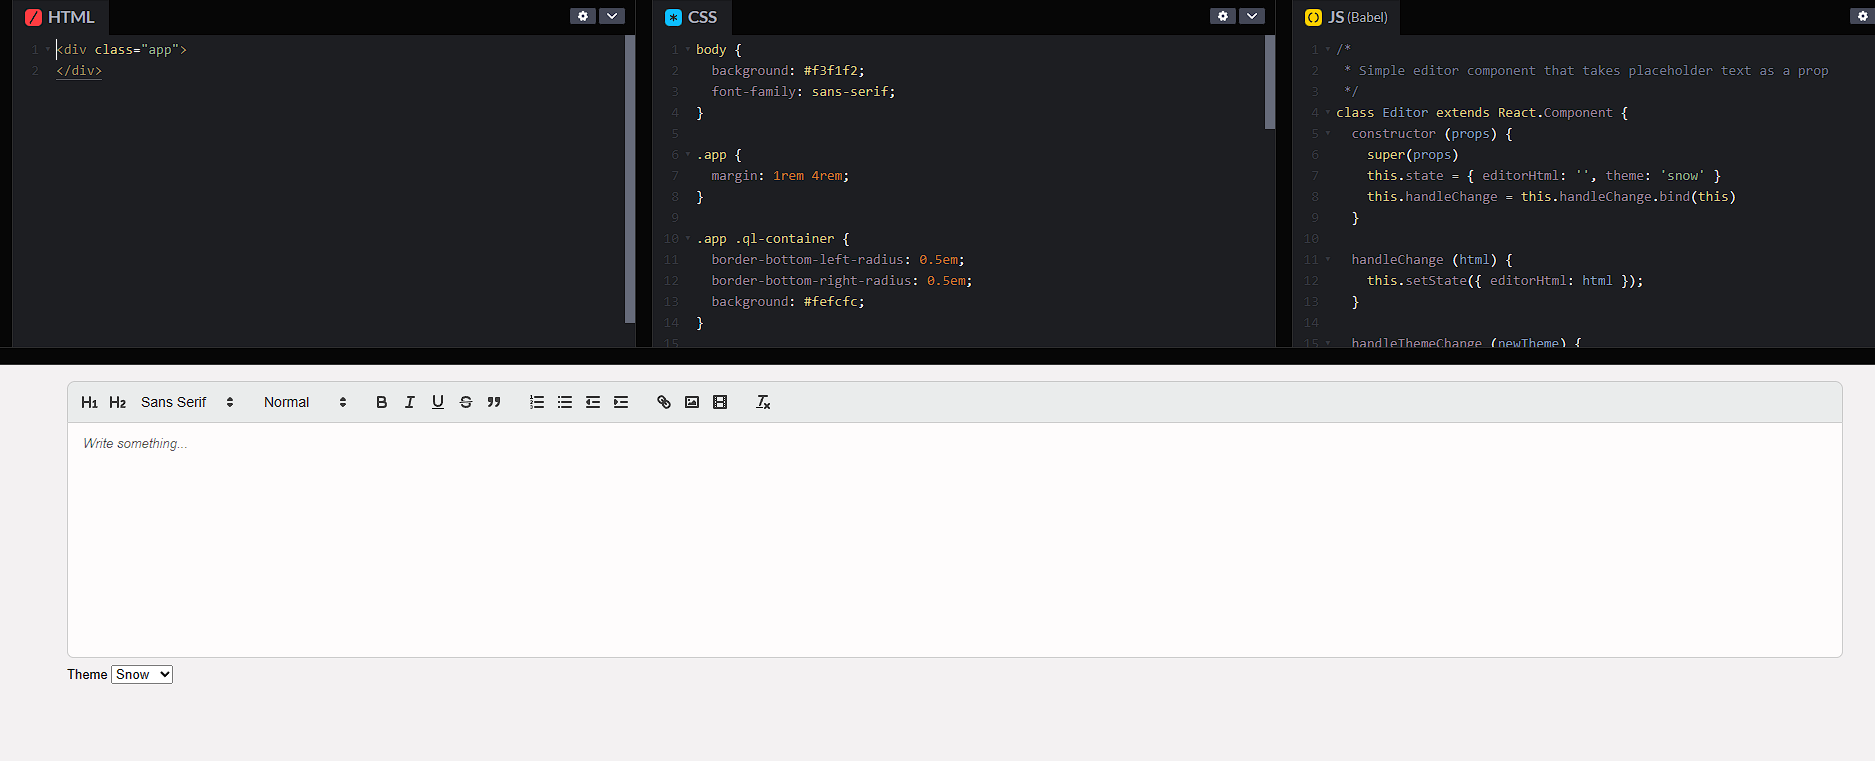 HTML
1 <div class="app">
2 </div>
CSS
1 body {
2 background: #f3f1f2;
3 font-family: sans-serif;
4 }
5
6 .app {
7 margin: 1rem 4rem;
8 }
9
10 .app .ql-container {
11 border-bottom-left-radius: 0.5em;
12 border-bottom-right-radius: 0.5em;
13 background: #fefcfc;
14 }
15
JS (Babel)
1 /*
2 * Simple editor component that takes placeholder text as a prop
3 */
4 class Editor extends React.Component {
5 constructor (props) {
6 super(props)
7 this.state = { editorHtml: '', theme: 'snow' }
8 this.handleChange = this.handleChange.bind(this)
9 }
10
11 handleChange (html) {
12 this.setState({ editorHtml: html });
13 }
14
15 handleThemeChange (newTheme) {
H1 H2 Sans Serif Normal B I U S
Write something...
Theme Snow